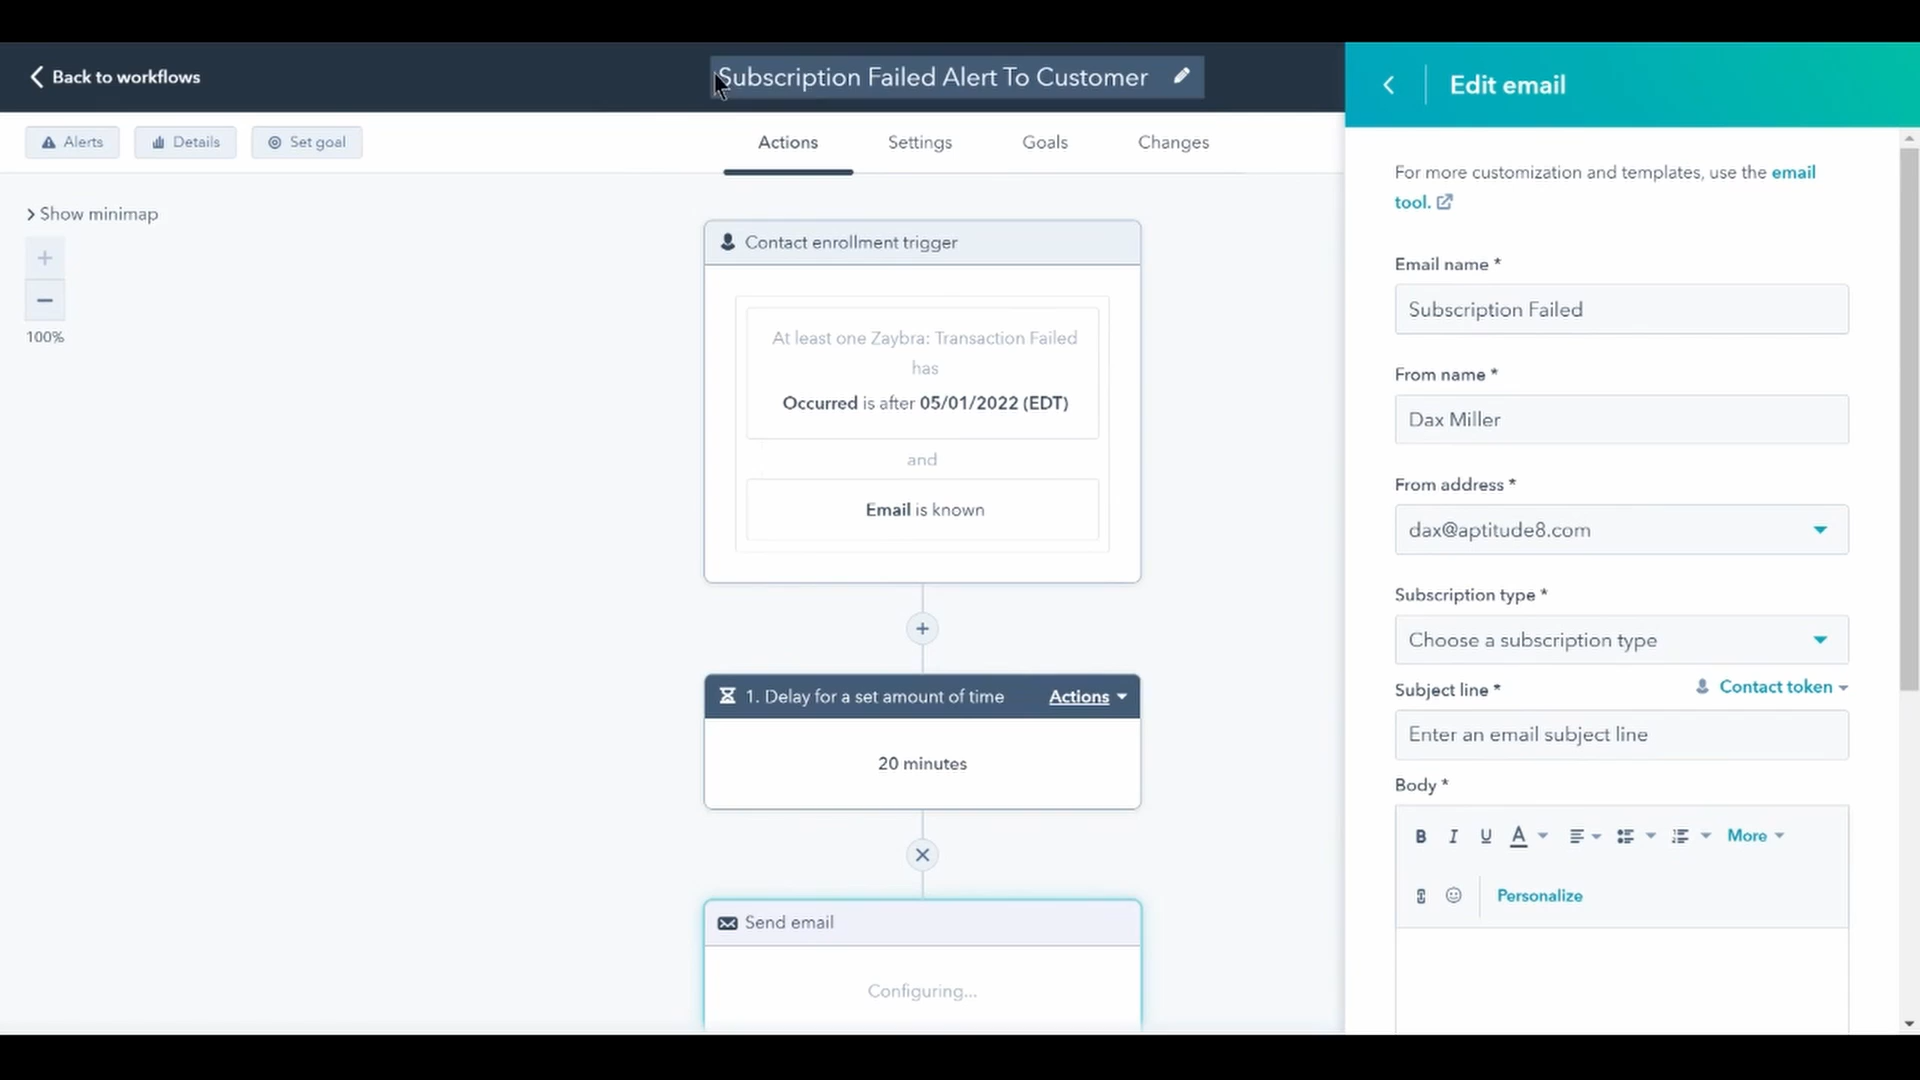 Back to workflows
Subscription Failed Alert To Customer
Alerts
Details
Set goal
Actions
Settings
Goals
Changes
Show minimap
100%
Contact enrollment trigger
At least one Zaybra: Transaction Failed
has
Occurred is after 05/01/2022 (EDT)
and
Email is known
1. Delay for a set amount of time
Actions
20 minutes
Send email
Configuring...
Edit email
For more customization and templates, use the email
tool.
Email name *
Subscription Failed
From name *
Dax Miller
From address *
dax@aptitude8.com
Subscription type *
Choose a subscription type
Subject line *
Contact token
Enter an email subject line
Body *
B I U A
More
Personalize